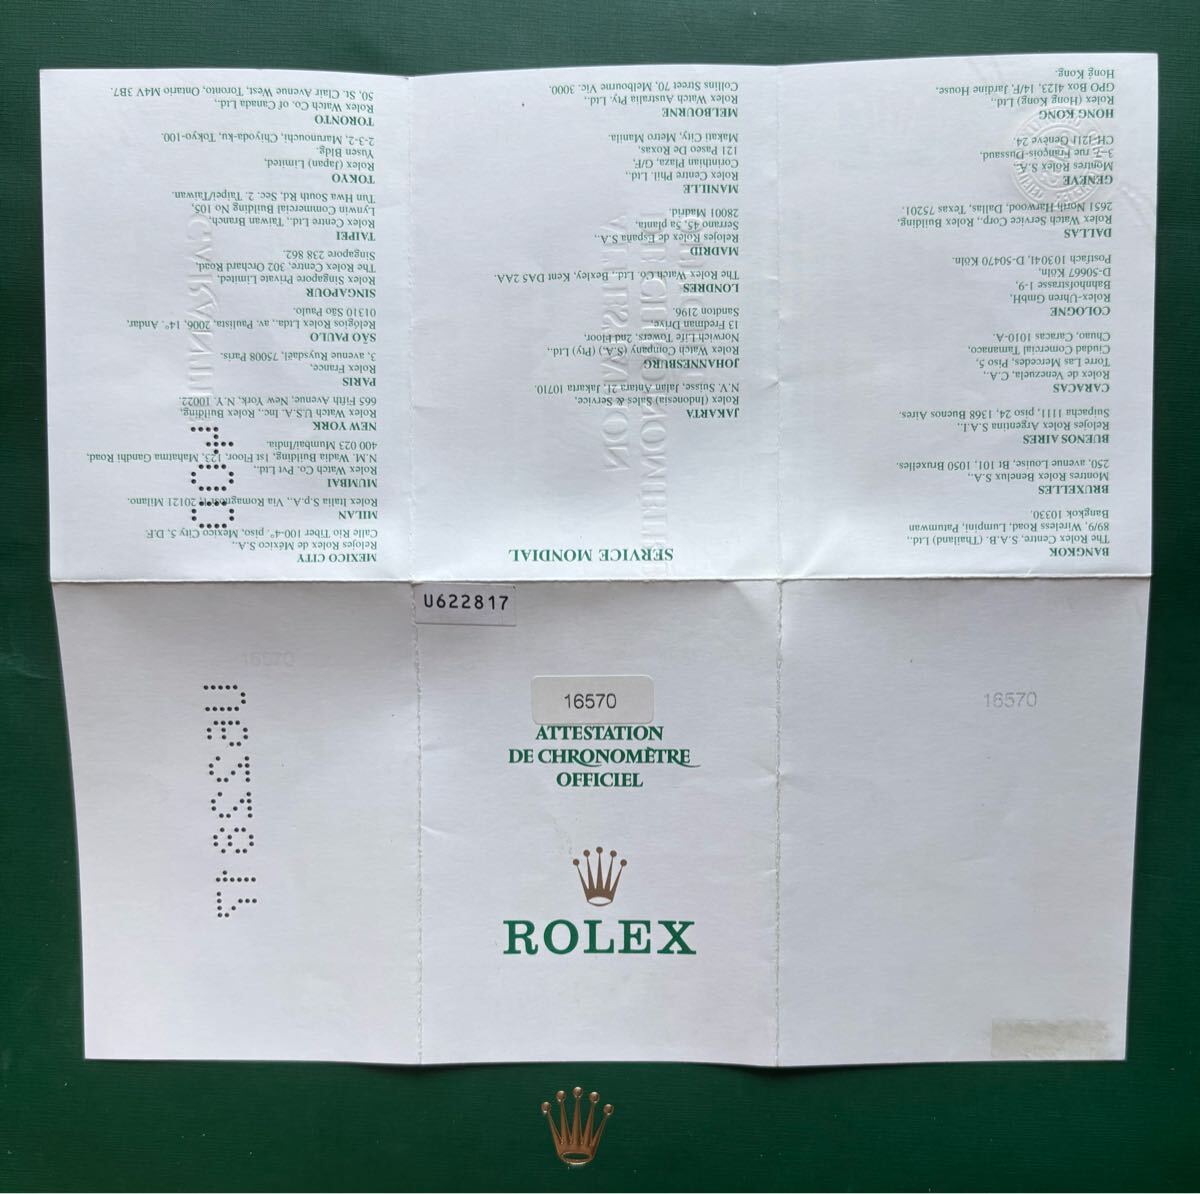 SERVICE MONDIAL
BANGKOK
The Rolex Centre, S.A.B. (Thailand) Ltd.,
89/9, Wireless Road, Lumpini, Patumwan
Bangkok 10330.
BRUXELLES
Montres Rolex Benelux S.A.,
250, avenue Louise, Bt 101, 1050 Bruxelles.
BUENOS AIRES
Relojes Rolex Argentina S.A.I.,
Suipacha 1111, piso 24, 1368 Buenos Aires.
CARACAS
Rolex de Venezuela, C.A.,
Torre Las Mercedes, Piso 5,
Ciudad Comercial Tamanaco,
Chuao, Caracas 1010-A
COLOGNE
Rolex-Uhren GmbH,
Bahnhofstrasse 1-9,
D-50667 Köln,
Postfach 103041, D-50470 Köln.
DALLAS
Rolex Watch Service Corp., Rolex Building,
2651 North Harwood, Dallas, Texas 75201.
GENÈVE
Montres Rolex S.A.,
3-7, rue François-Dussaud,
CH-1211 Genève 24.
HONG KONG
Rolex (Hong Kong) Ltd.,
GPO Box 4123, 14/F, Jardine House,
Hong Kong.
JAKARTA
Rolex (Indonesia) Sales & Service,
N.V. Suisse, Jalan Antara 21, Jakarta 10710.
JOHANNESBURG
Rolex Watch Company (S.A.) (Pty) Ltd.,
Norwich Life Towers, 2nd Floor,
13 Fredman Drive,
Sandton 2196.
LONDRES
The Rolex Watch Co. Ltd., Bexley, Kent DA5 2AA.
MADRID
Relojes Rolex de España S.A.,
Serrano 45, 5a planta,
28001 Madrid.
MANILLE
Rolex Centre Phil. Ltd.,
Corinthian Plaza, G/F,
121 Paseo De Roxas,
Makati City, Metro Manila.
MELBOURNE
Rolex Watch Australia Pty. Ltd.,
Collins Street 70, Melbourne Vic. 3000.
MEXICO CITY
Relojes Rolex de México S.A.,
Calle Rio Tiber 100-4°. piso, Mexico City 5, D.F.
MILAN
Rolex Italia S.p.A., Via Romagnosi 1, 20121 Milano.
MUMBAI
Rolex Watch Co. Pvt Ltd.,
N.M. Wadia Building, 1st Floor, 123, Mahatma Gandhi Road,
400 023 Mumbai/India.
NEW YORK
Rolex Watch U.S.A. Inc., Rolex Building,
665 Fifth Avenue, New York, N.Y. 10022.
PARIS
Rolex France,
3, avenue Ruysdaël, 75008 Paris.
SÃO PAULO
Relógios Rolex Ltda., av. Paulista, 2006, 14°. Andar,
01310 São Paulo.
SINGAPOUR
Rolex Singapore Private Limited,
The Rolex Centre, 302 Orchard Road,
Singapore 238 862.
TAIPEI
Rolex Centre Ltd., Taiwan Branch,
Lynwin Commercial Building No 105,
Tun Hwa South Rd, Sec. 2, Taipei/Taiwan.
TOKYO
Rolex (Japan) Limited,
Yusen Bldg
2-3-2, Marunouchi, Chiyoda-ku, Tokyo-100.
TORONTO
Rolex Watch Co. of Canada Ltd.,
50, St. Clair Avenue West, Toronto, Ontario M4V 3B7.
U622817
16570
ATTESTATION
DE CHRONOMÈTRE
OFFICIEL
ROLEX
U622817
16570
16570